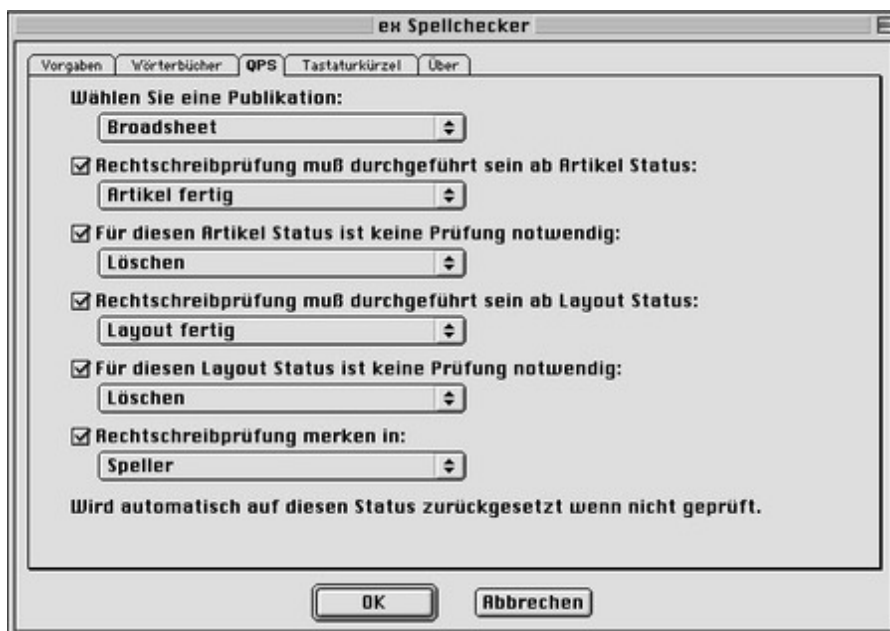 ex Spellchecker
Vorgaben Wörterbücher QPS Tastaturkürzel Über
Wählen Sie eine Publikation:
Broadsheet
Rechtschreibprüfung muß durchgeführt sein ab Artikel Status:
Artikel fertig
Für diesen Artikel Status ist keine Prüfung notwendig:
Löschen
Rechtschreibprüfung muß durchgeführt sein ab Layout Status:
Layout fertig
Für diesen Layout Status ist keine Prüfung notwendig:
Löschen
Rechtschreibprüfung merken in:
Speller
Wird automatisch auf diesen Status zurückgesetzt wenn nicht geprüft.
OK Abbrechen